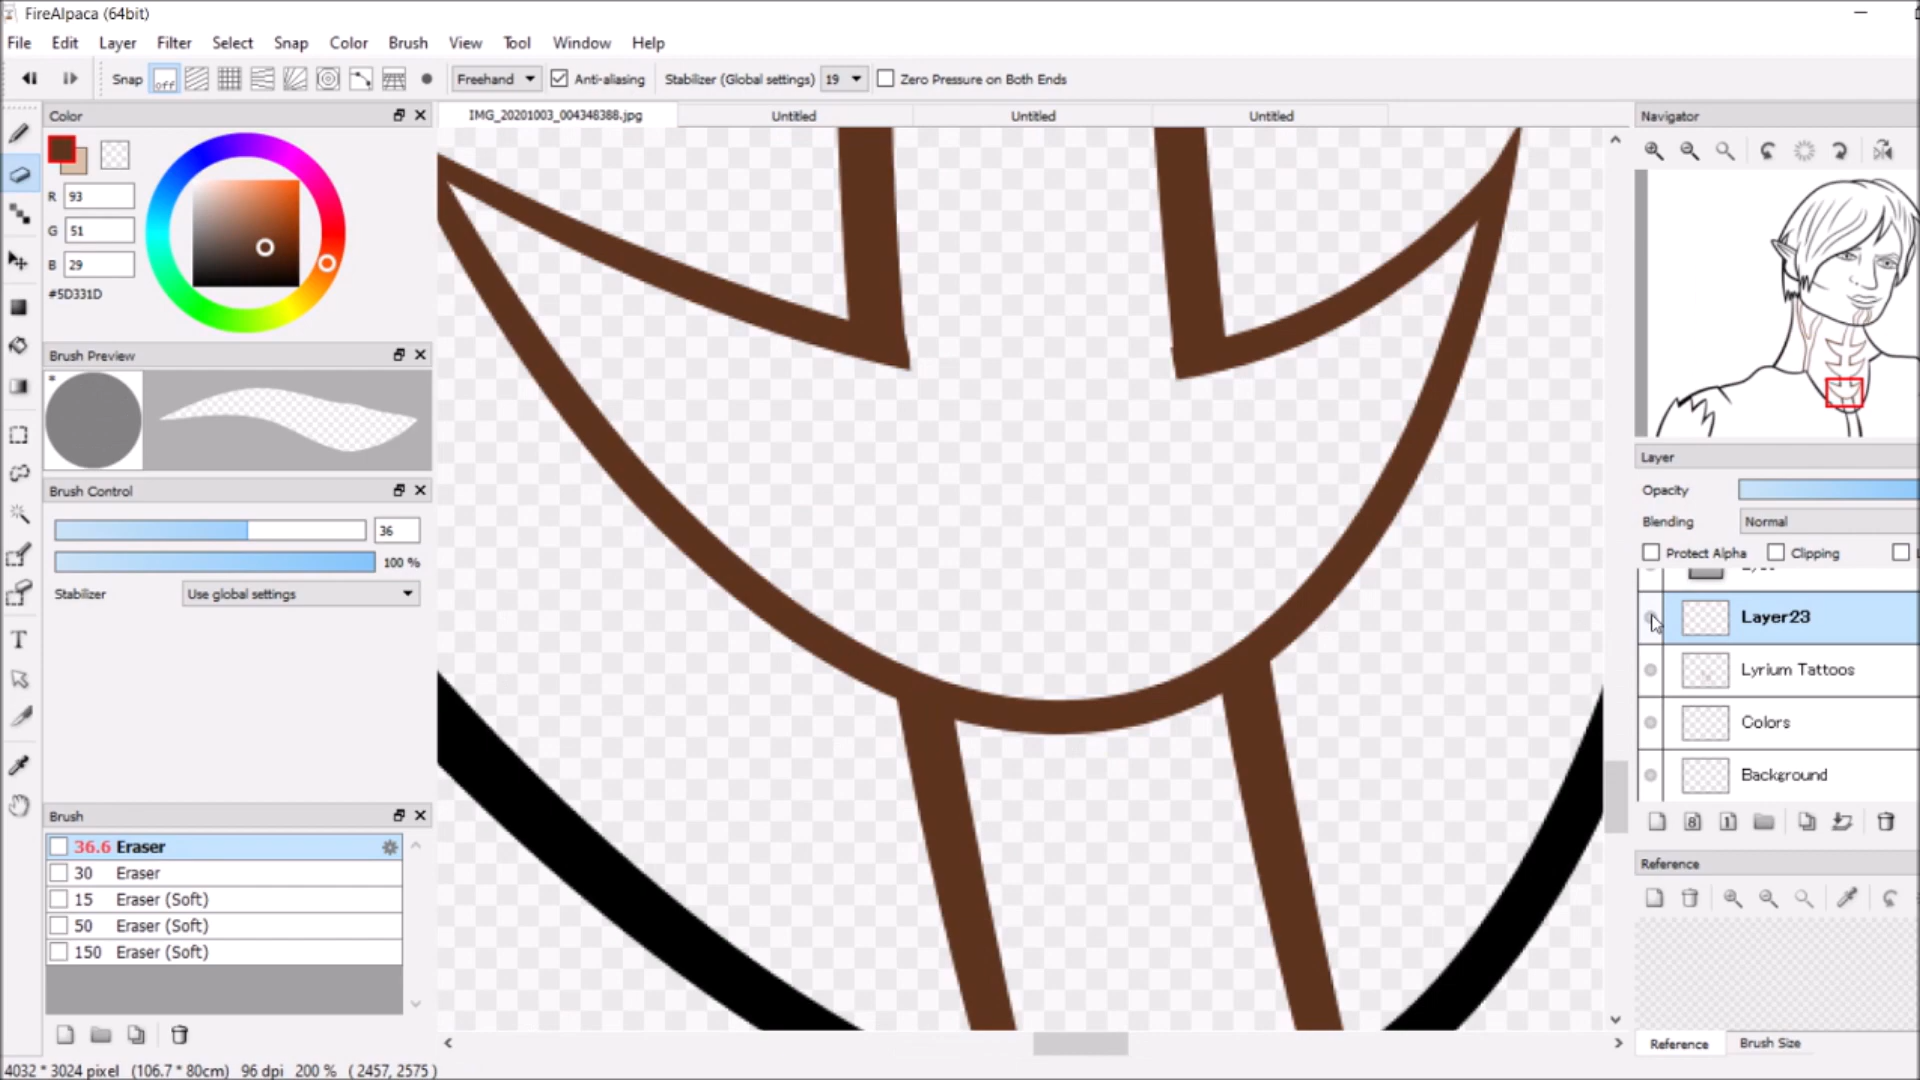 FireAlpaca (64bit)
File Edit Layer Filter Select Snap Color Brush View Tool Window Help
Snap off Freehand Anti-aliasing Stabilizer (Global settings) 19 Zero Pressure on Both Ends
Color
R 93
G 51
B 29
#5D331D
Brush Preview
Brush Control
36
100 %
Stabilizer Use global settings
Brush
36.6 Eraser
30 Eraser
15 Eraser (Soft)
50 Eraser (Soft)
150 Eraser (Soft)
IMG_20201003_004348388.jpg Untitled Untitled Untitled
Navigator
Layer
Opacity
Blending Normal
Protect Alpha Clipping
Layer23
Lyrium Tattoos
Colors
Background
8 1
Reference
Reference Brush Size
4032 * 3024 pixel (106.7 * 80cm) 96 dpi 200 % ( 2457, 2575 )